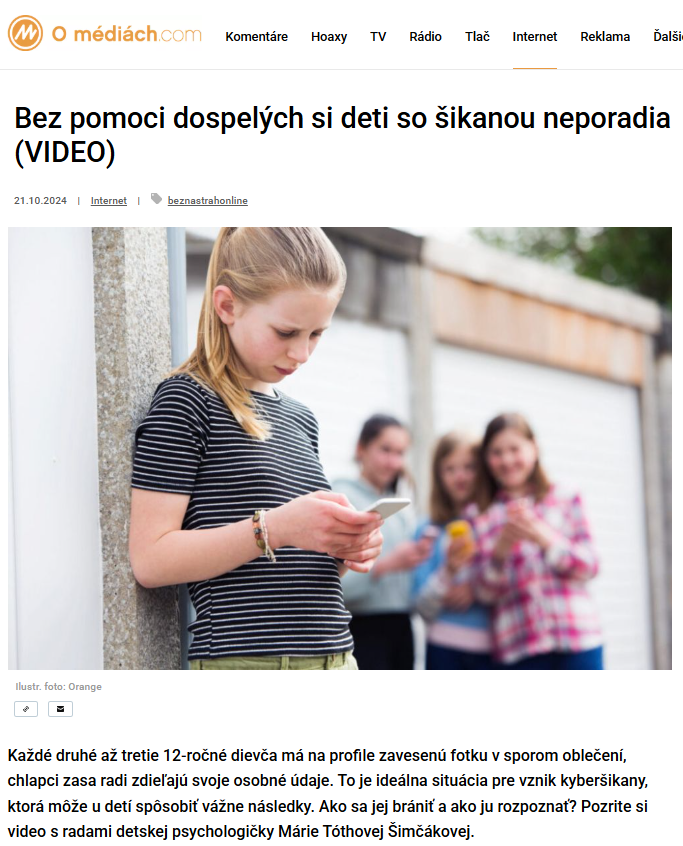 O médiách.com
Komentáre Hoaxy TV Rádio Tlač Internet Reklama Ďalšie
Bez pomoci dospelých si deti so šikanou neporadia
(VIDEO)
21.10.2024 | Internet | beznastrahonline
Ilustr. foto: Orange
Každé druhé až tretie 12-ročné dievča má na profile zavesenú fotku v sporom oblečení,
chlapci zasa radi zdieľajú svoje osobné údaje. To je ideálna situácia pre vznik kyberšikany,
ktorá môže u detí spôsobiť vážne následky. Ako sa jej brániť a ako ju rozpoznať? Pozrite si
video s radami detskej psychologičky Márie Tóthovej Šimčákovej.